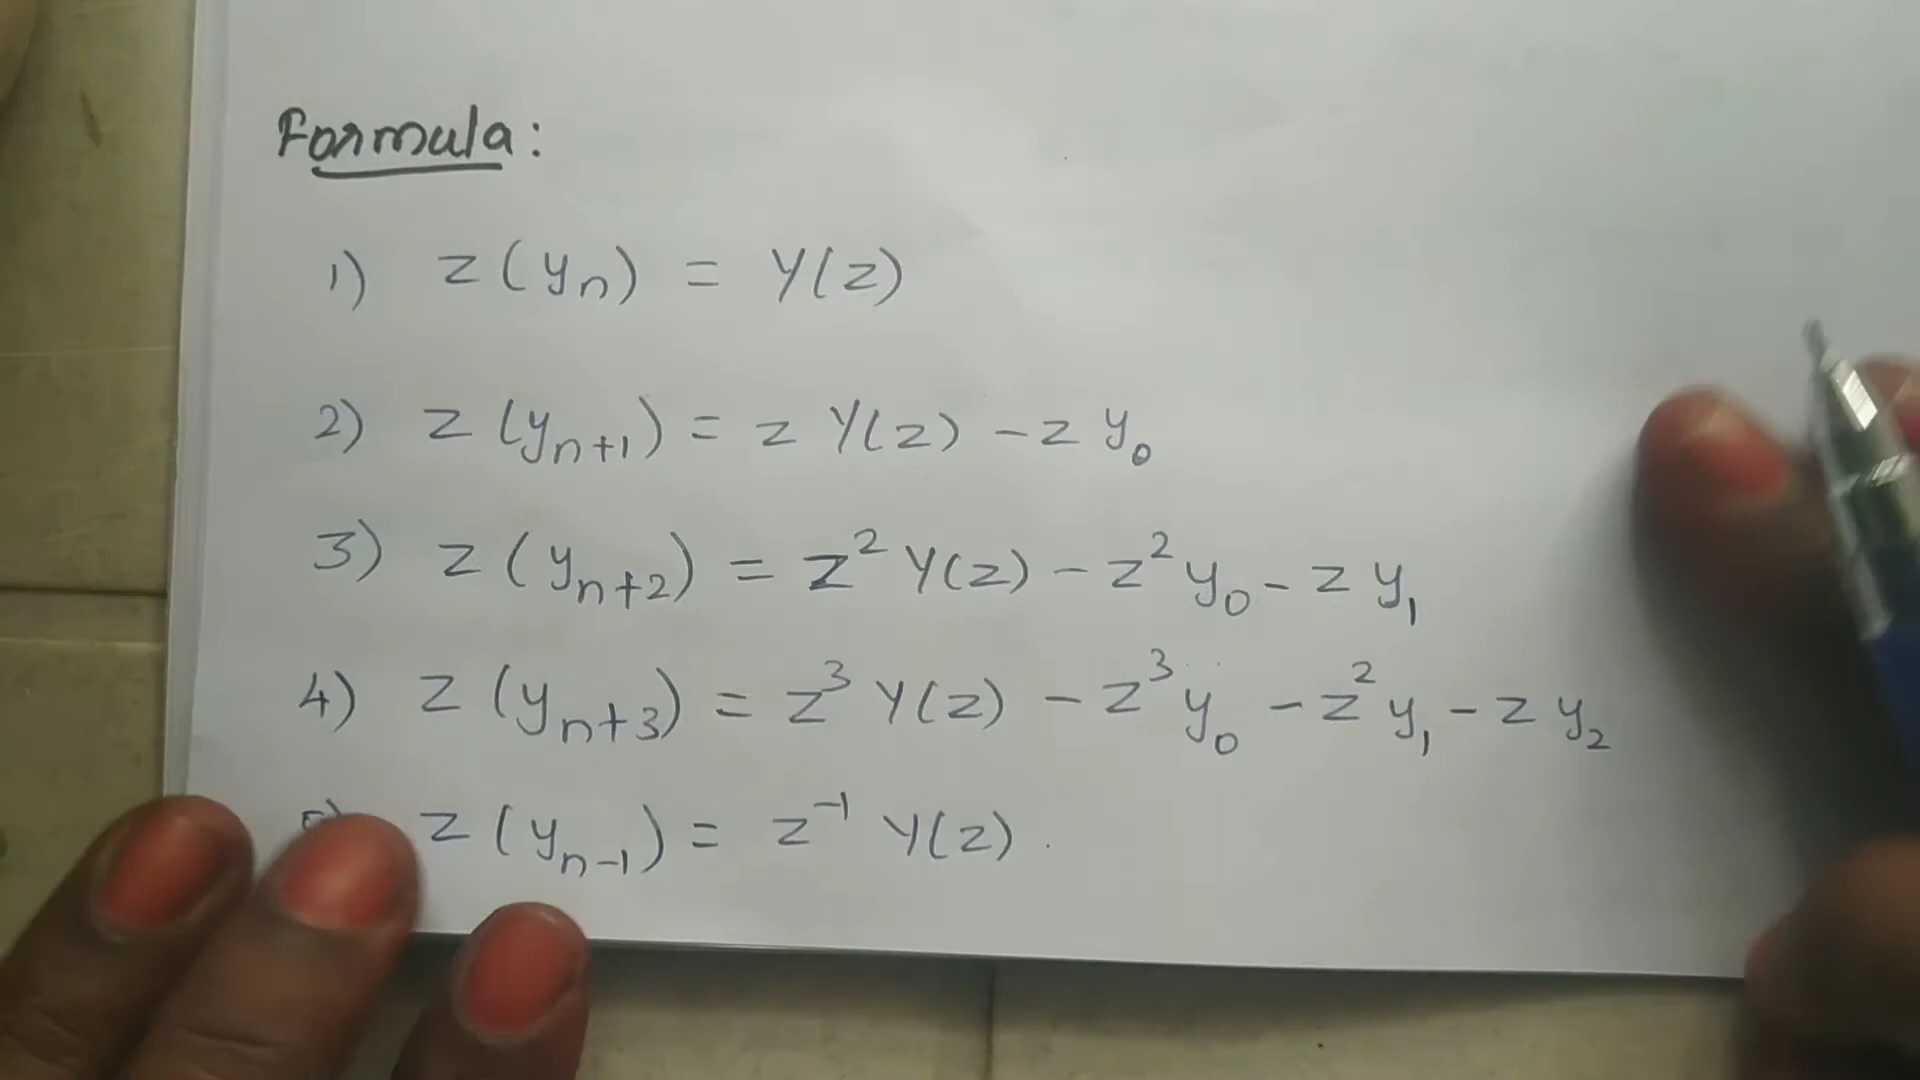 Formula:
1) z(yₙ) = Y(z)
2) z(yₙ₊₁) = z Y(z) - z y₀
3) z(yₙ₊₂) = z² Y(z) - z² y₀ - z y₁
4) z(yₙ₊₃) = z³ Y(z) - z³ y₀ - z² y₁ - z y₂
z(yₙ₋₁) = z⁻¹ Y(z).